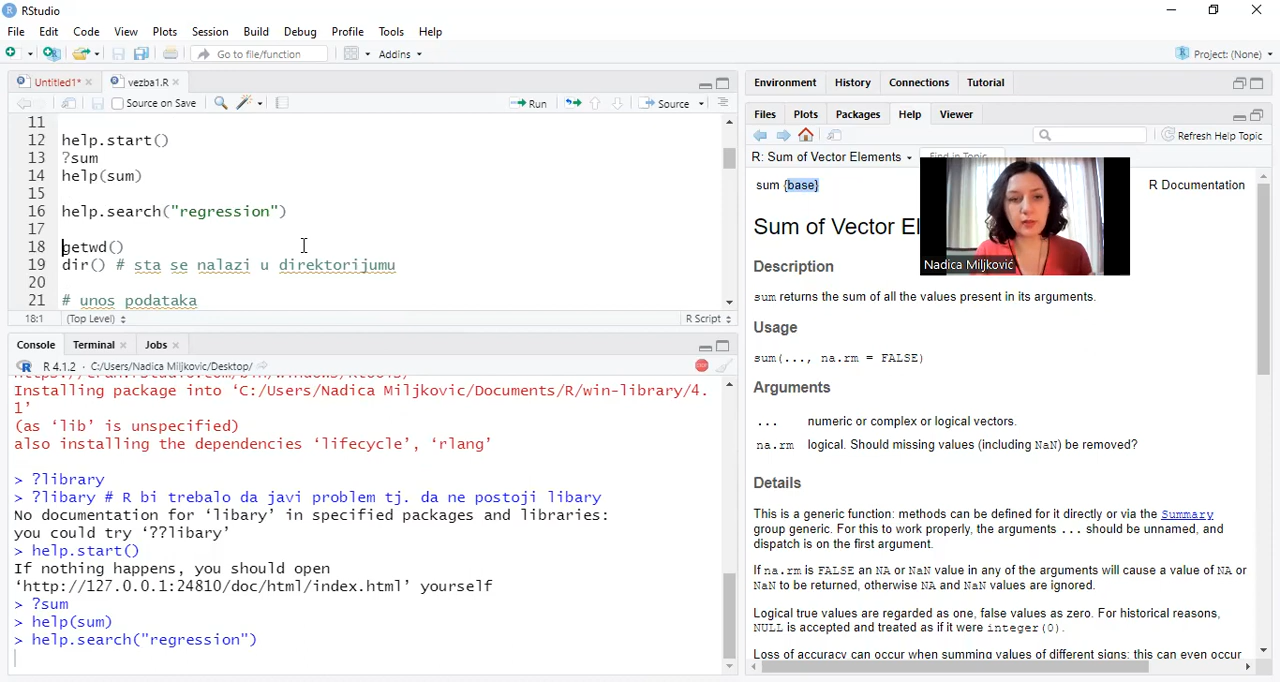 RStudio
File Edit Code View Plots Session Build Debug Profile Tools Help
Go to file/function Addins Project: (None)
Untitled1* vezba1.R
Source on Save Run Source
11
12 help.start()
13 ?sum
14 help(sum)
15
16 help.search("regression")
17
18 getwd()
19 dir() # sta se nalazi u direktorijumu
20
21 # unos podataka
18:1 (Top Level) R Script
Console Terminal Jobs
R 4.1.2 · C:/Users/Nadica Miljkovic/Desktop/
Installing package into ‘C:/Users/Nadica Miljkovic/Documents/R/win-library/4.
1’
(as ‘lib’ is unspecified)
also installing the dependencies ‘lifecycle’, ‘rlang’
> ?library
> ?libary # R bi trebalo da javi problem tj. da ne postoji libary
No documentation for ‘libary’ in specified packages and libraries:
you could try ‘??libary’
> help.start()
If nothing happens, you should open
‘http://127.0.0.1:24810/doc/html/index.html’ yourself
> ?sum
> help(sum)
> help.search("regression")
Environment History Connections Tutorial
Files Plots Packages Help Viewer
Refresh Help Topic
R: Sum of Vector Elements Find in Topic
sum {base} R Documentation
Sum of Vector El
Nadica Miljković
Description
sum returns the sum of all the values present in its arguments.
Usage
sum(..., na.rm = FALSE)
Arguments
... numeric or complex or logical vectors.
na.rm logical. Should missing values (including NaN) be removed?
Details
This is a generic function: methods can be defined for it directly or via the Summary
group generic. For this to work properly, the arguments ... should be unnamed, and
dispatch is on the first argument.
If na.rm is FALSE an NA or NaN value in any of the arguments will cause a value of NA or
NaN to be returned, otherwise NA and NaN values are ignored.
Logical true values are regarded as one, false values as zero. For historical reasons,
NULL is accepted and treated as if it were integer(0).
Loss of accuracy can occur when summing values of different signs: this can even occur